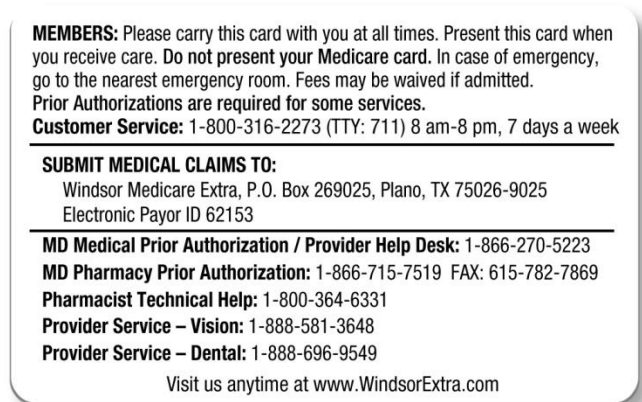 MEMBERS: Please carry this card with you at all times. Present this card when
you receive care. Do not present your Medicare card. In case of emergency,
go to the nearest emergency room. Fees may be waived if admitted.
Prior Authorizations are required for some services.
Customer Service: 1-800-316-2273 (TTY: 711) 8 am-8 pm, 7 days a week
SUBMIT MEDICAL CLAIMS TO:
Windsor Medicare Extra, P.O. Box 269025, Plano, TX 75026-9025
Electronic Payor ID 62153
MD Medical Prior Authorization / Provider Help Desk: 1-866-270-5223
MD Pharmacy Prior Authorization: 1-866-715-7519 FAX: 615-782-7869
Pharmacist Technical Help: 1-800-364-6331
Provider Service – Vision: 1-888-581-3648
Provider Service – Dental: 1-888-696-9549
Visit us anytime at www.WindsorExtra.com